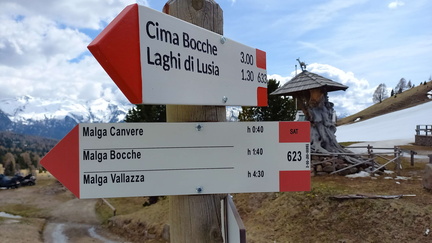 Cima Bocche 3.00
Laghi di Lusia 1.30
633
Malga Canvere h 0:40
Malga Bocche h 1:40
Malga Vallazza h 4:30
SAT
623